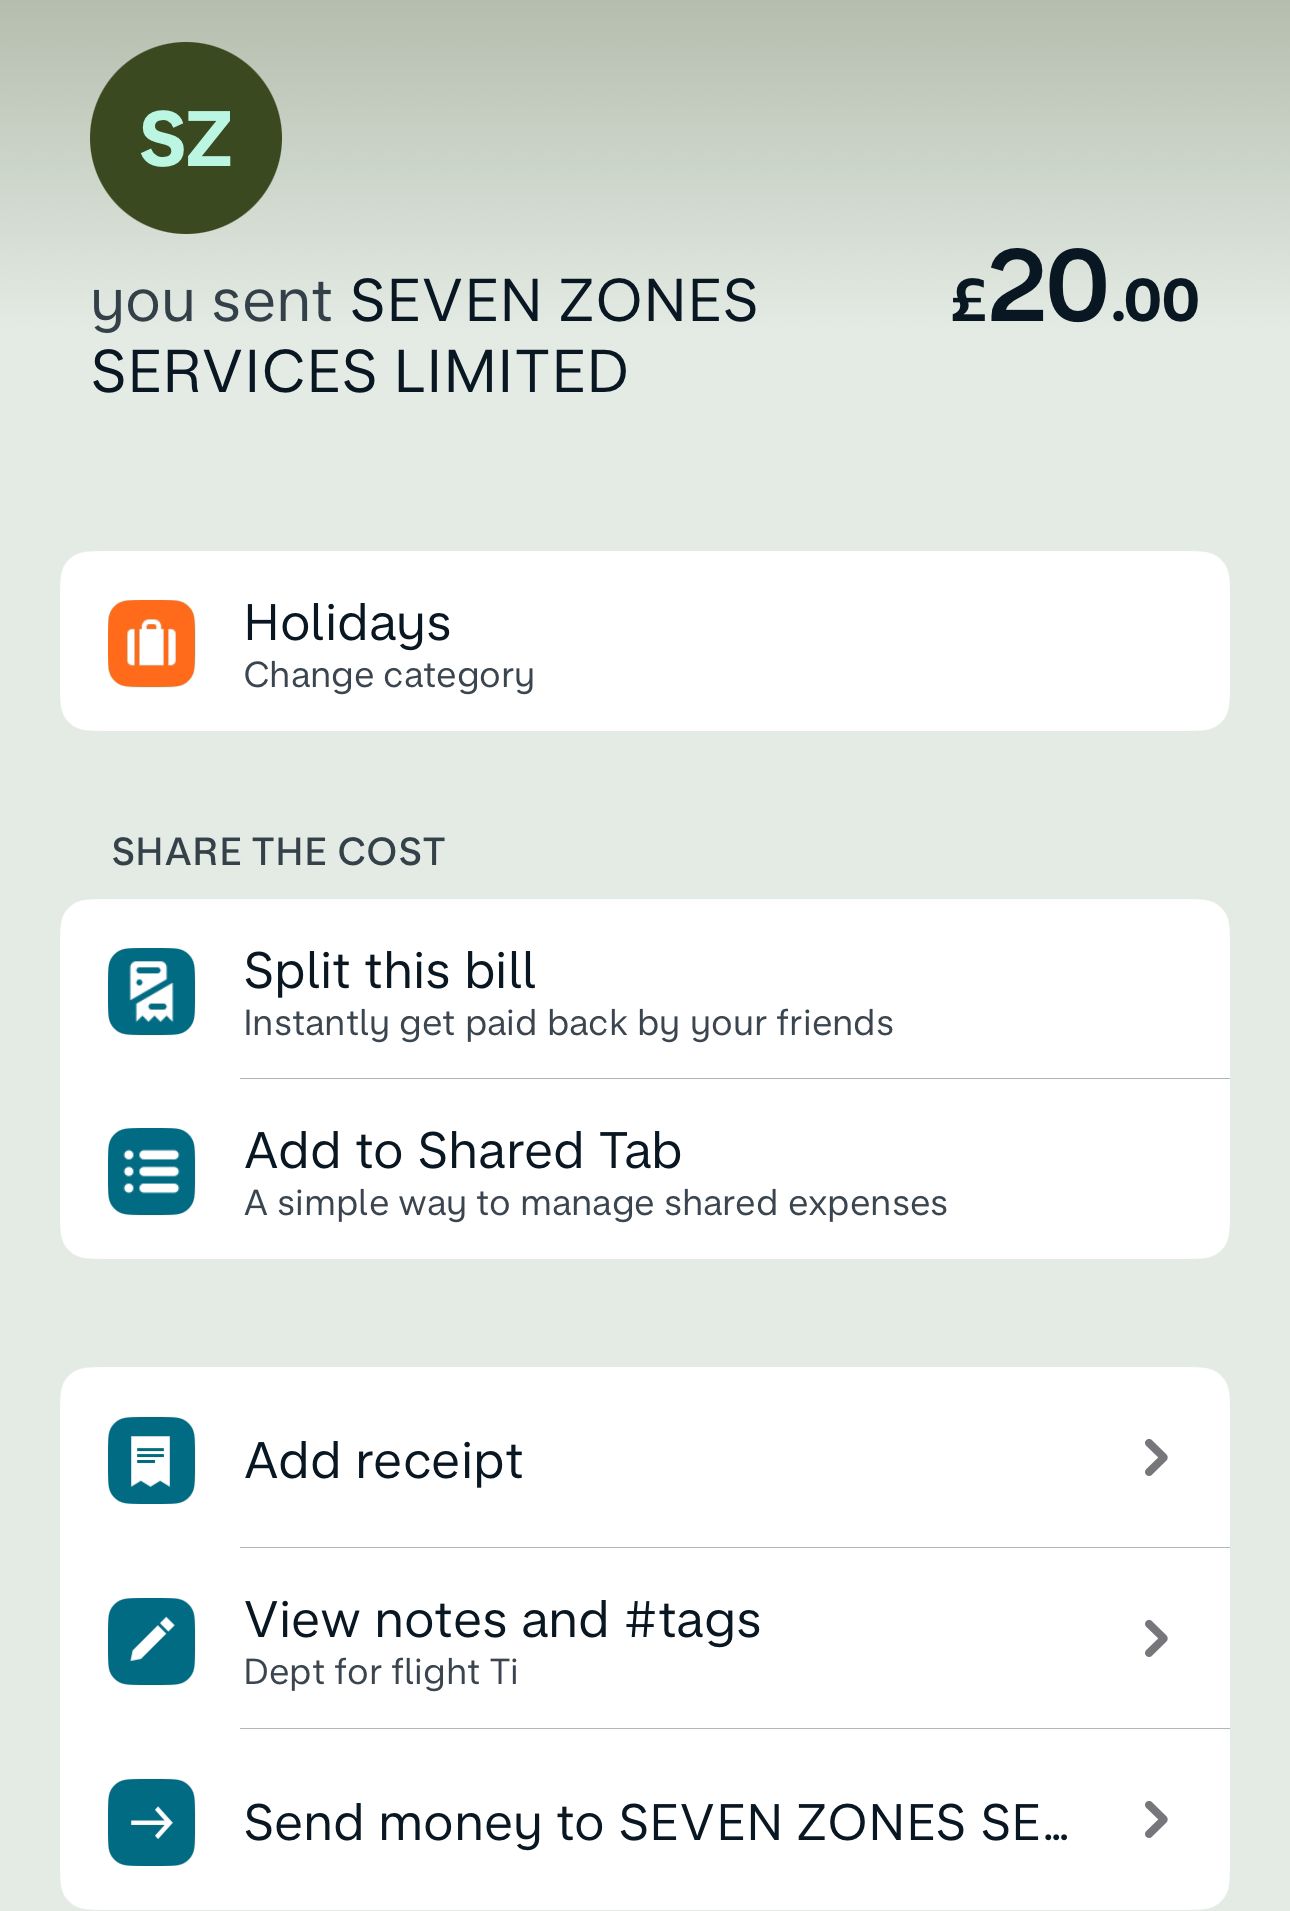 SZ
you sent SEVEN ZONES
SERVICES LIMITED
£20.00
Holidays
Change category
SHARE THE COST
Split this bill
Instantly get paid back by your friends
Add to Shared Tab
A simple way to manage shared expenses
Add receipt
View notes and #tags
Dept for flight Ti
Send money to SEVEN ZONES SE...